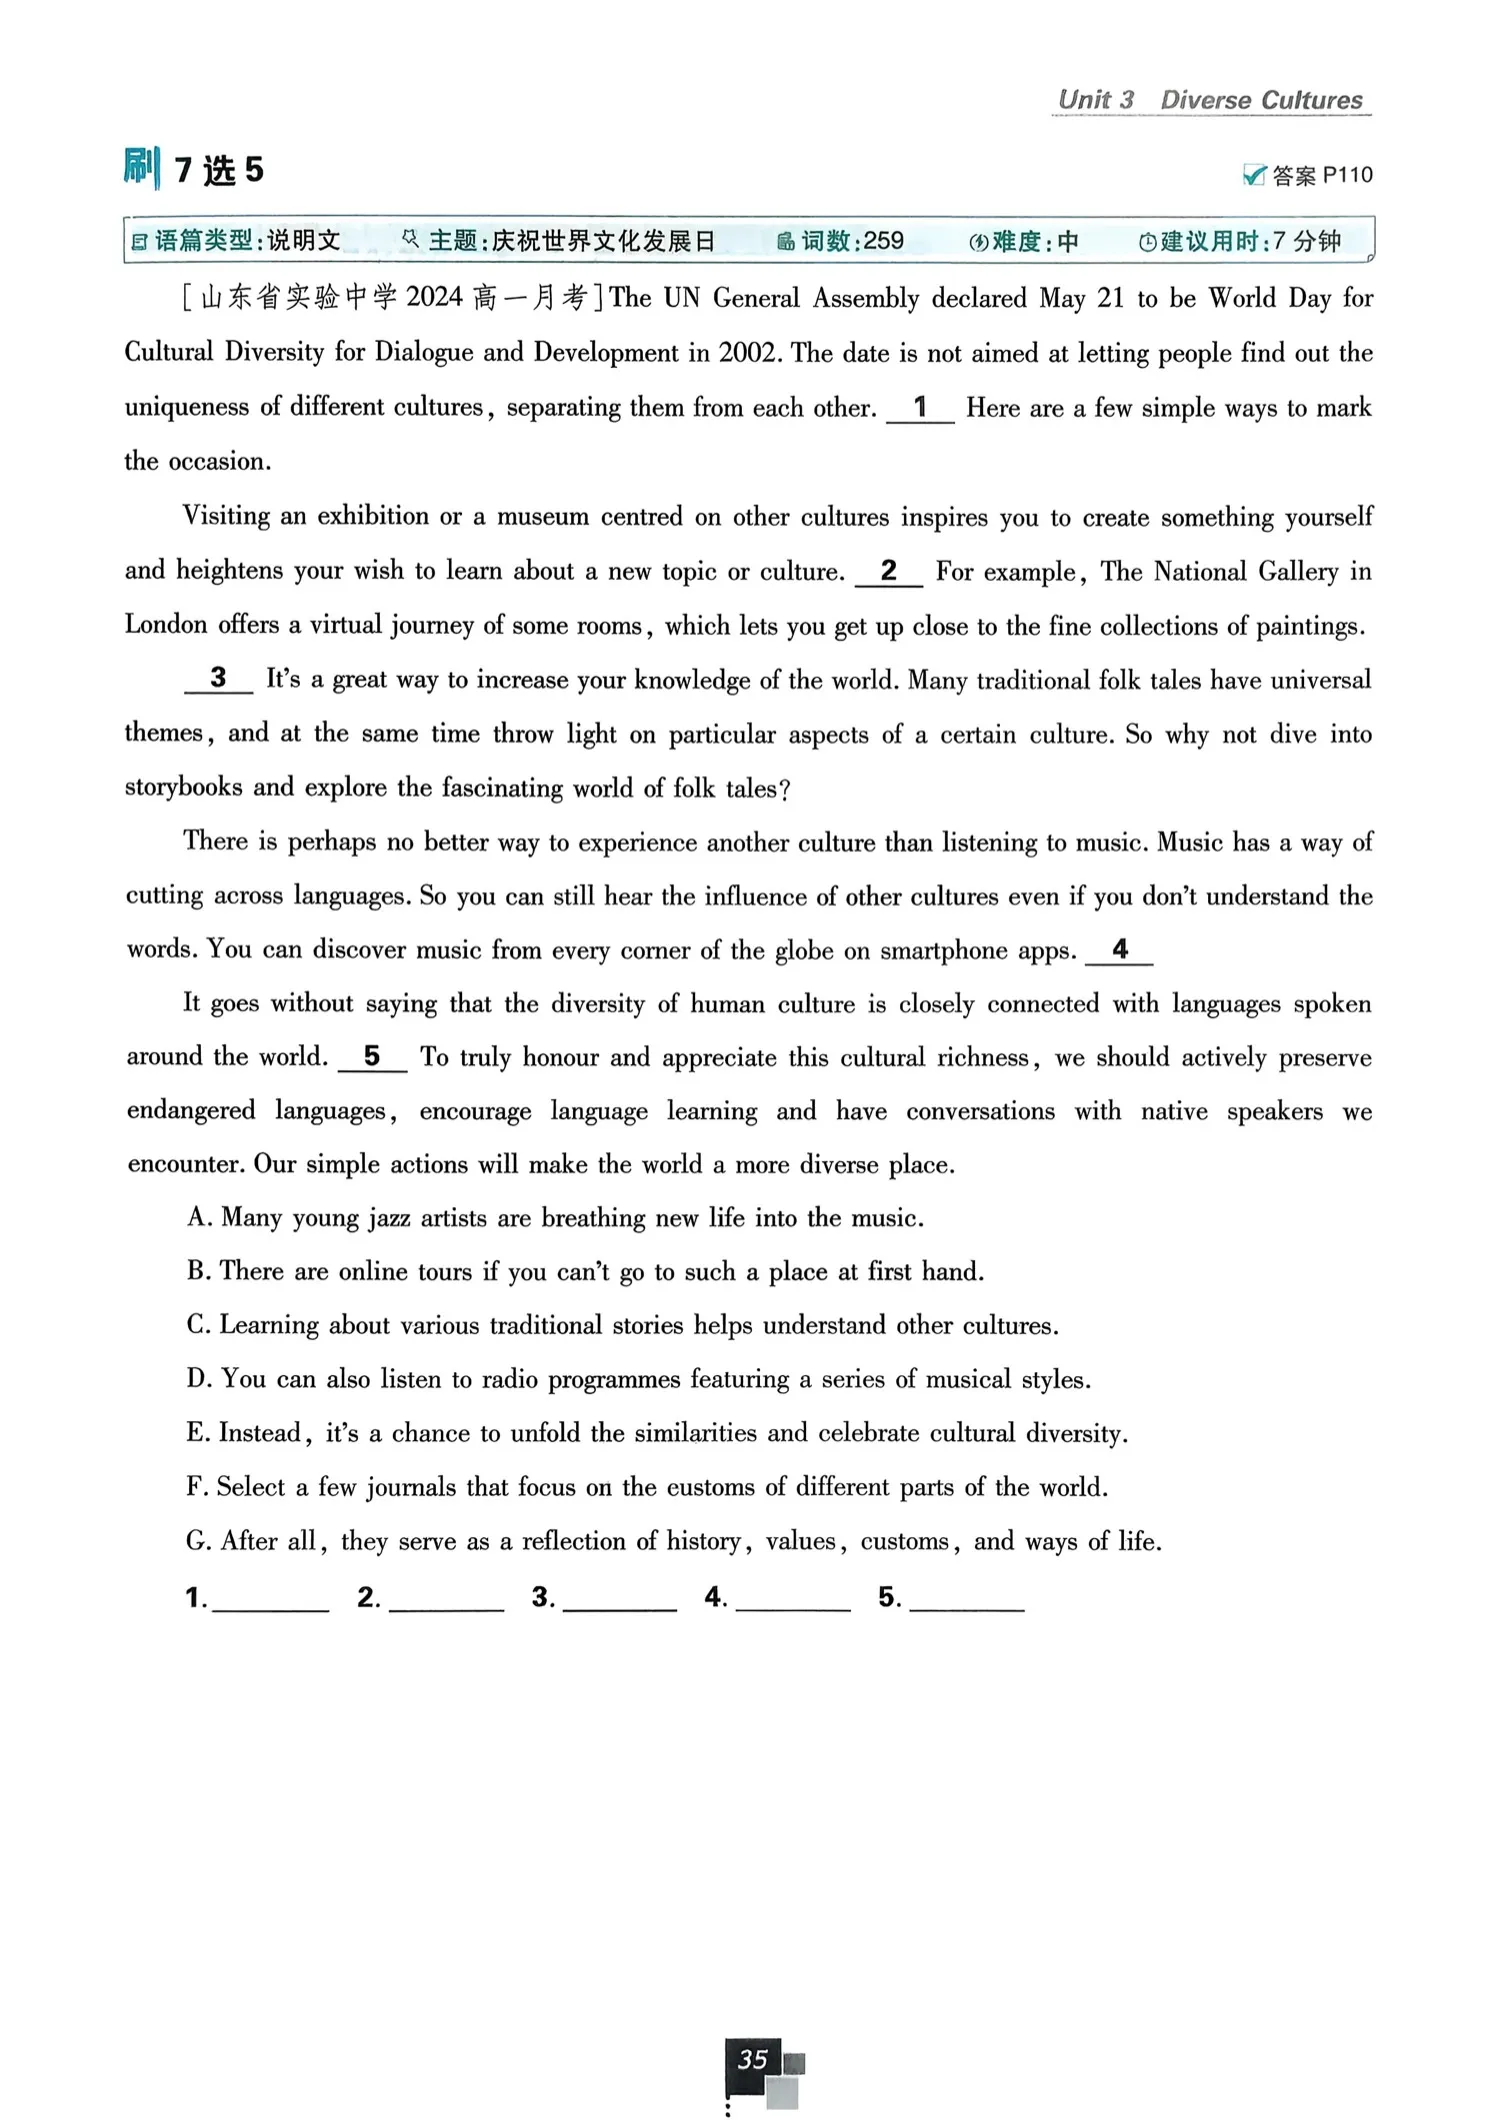 Unit 3 Diverse Cultures
刷 7 选 5
答案 P110
语篇类型:说明文 主题:庆祝世界文化发展日 词数:259 难度:中 建议用时:7 分钟
[山东省实验中学 2024 高一月考]The UN General Assembly declared May 21 to be World Day for
Cultural Diversity for Dialogue and Development in 2002. The date is not aimed at letting people find out the
uniqueness of different cultures, separating them from each other. 1 Here are a few simple ways to mark
the occasion.
Visiting an exhibition or a museum centred on other cultures inspires you to create something yourself
and heightens your wish to learn about a new topic or culture. 2 For example, The National Gallery in
London offers a virtual journey of some rooms, which lets you get up close to the fine collections of paintings.
3 It's a great way to increase your knowledge of the world. Many traditional folk tales have universal
themes, and at the same time throw light on particular aspects of a certain culture. So why not dive into
storybooks and explore the fascinating world of folk tales?
There is perhaps no better way to experience another culture than listening to music. Music has a way of
cutting across languages. So you can still hear the influence of other cultures even if you don't understand the
words. You can discover music from every corner of the globe on smartphone apps. 4
It goes without saying that the diversity of human culture is closely connected with languages spoken
around the world. 5 To truly honour and appreciate this cultural richness, we should actively preserve
endangered languages, encourage language learning and have conversations with native speakers we
encounter. Our simple actions will make the world a more diverse place.
A. Many young jazz artists are breathing new life into the music.
B. There are online tours if you can't go to such a place at first hand.
C. Learning about various traditional stories helps understand other cultures.
D. You can also listen to radio programmes featuring a series of musical styles.
E. Instead, it's a chance to unfold the similarities and celebrate cultural diversity.
F. Select a few journals that focus on the customs of different parts of the world.
G. After all, they serve as a reflection of history, values, customs, and ways of life.
1.________ 2.________ 3.________ 4.________ 5.________
35